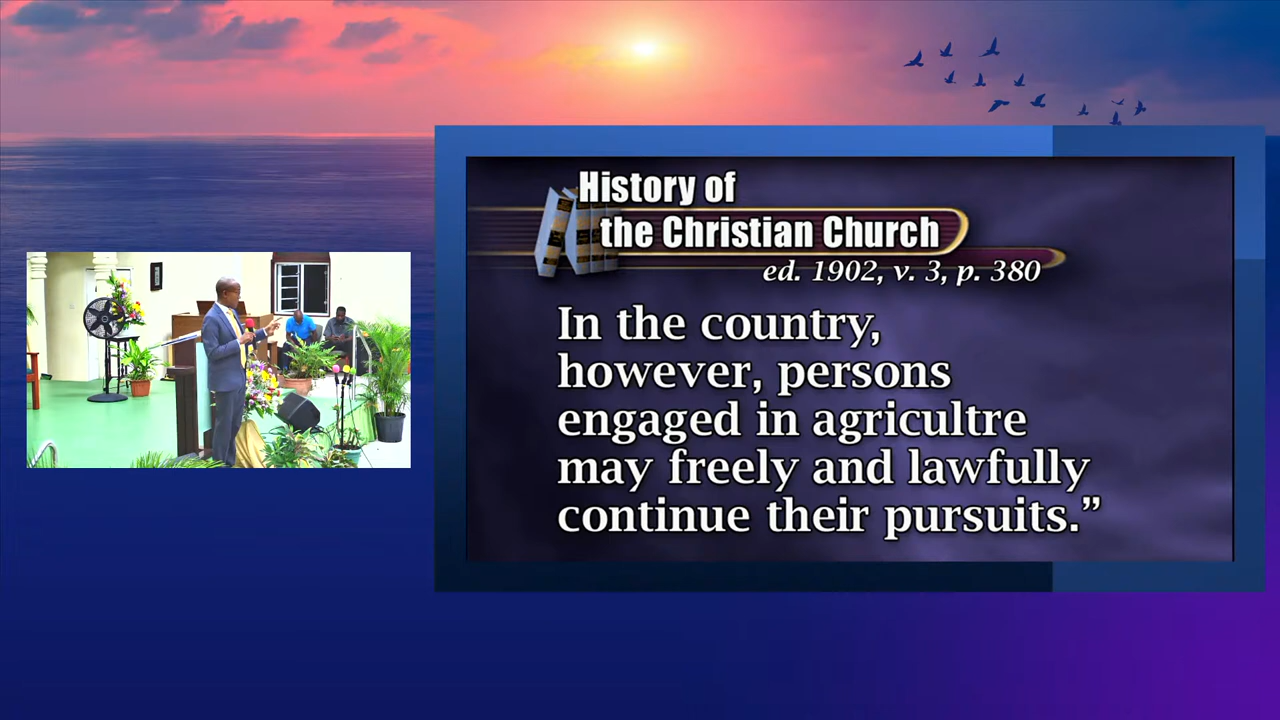 History of
the Christian Church
ed. 1902, v. 3, p. 380
In the country,
however, persons
engaged in agricultre
may freely and lawfully
continue their pursuits.”